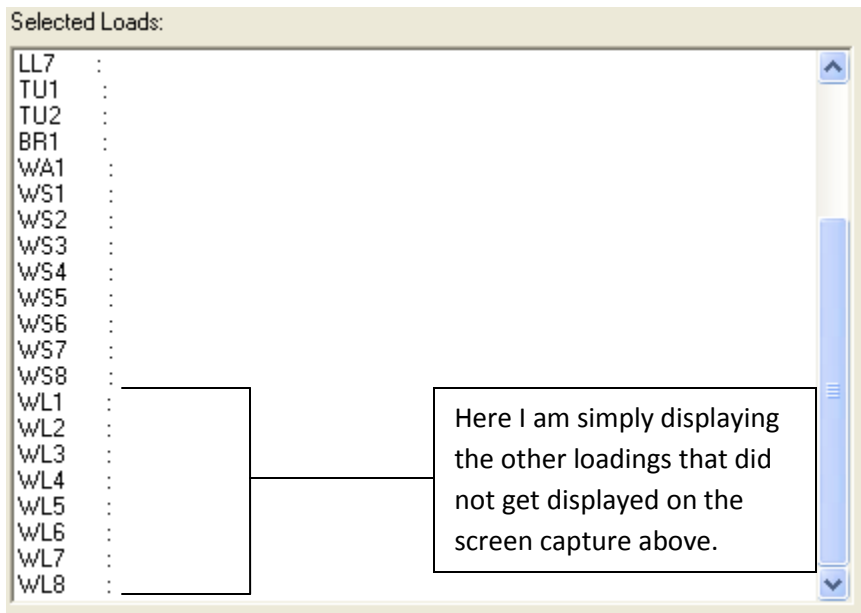 Selected Loads:
LL7 :
TU1 :
TU2 :
BR1 :
WA1 :
WS1 :
WS2 :
WS3 :
WS4 :
WS5 :
WS6 :
WS7 :
WS8 :
WL1 :
WL2 :
WL3 :
WL4 :
WL5 :
WL6 :
WL7 :
WL8 :
Here I am simply displaying
the other loadings that did
not get displayed on the
screen capture above.